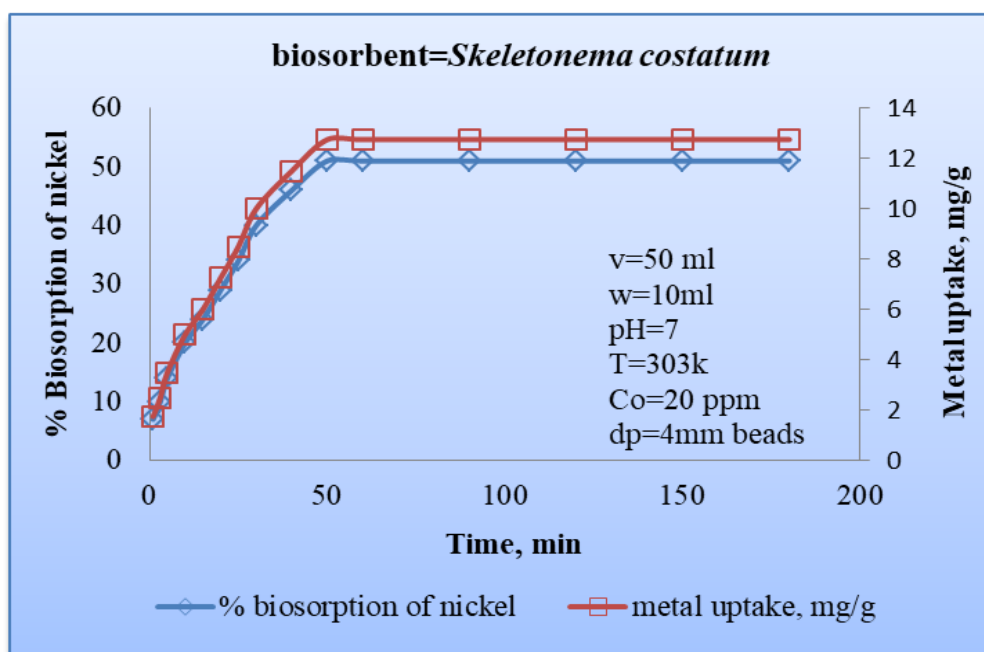 biosorbent=Skeletonema costatum
% Biosorption of nickel
60
50
40
30
20
10
0
14
12
10
8
6
4
2
0
Metal uptake, mg/g
v=50 ml
w=10ml
pH=7
T=303k
Co=20 ppm
dp=4mm beads
0 50 100 150 200
Time, min
% biosorption of nickel metal uptake, mg/g